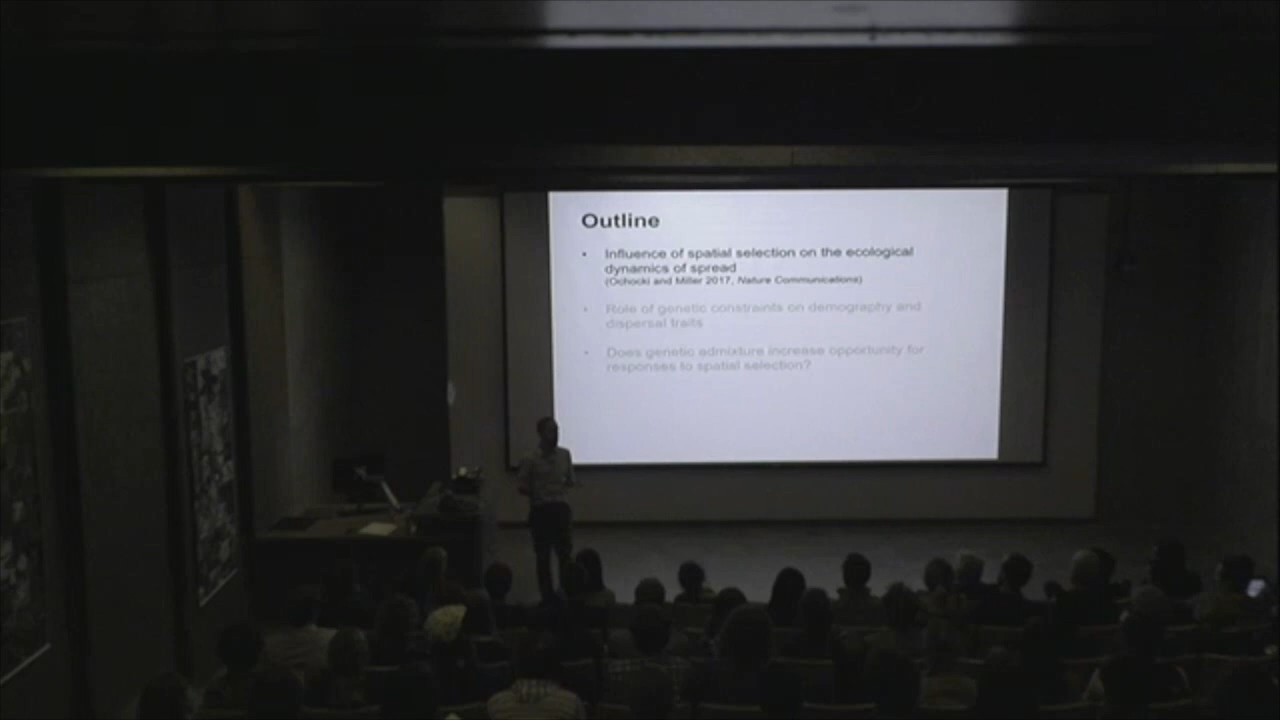 Outline
• Influence of spatial selection on the ecological
dynamics of spread
(Ochocki and Miller 2017, Nature Communications)
• Role of genetic constraints on demography and
dispersal traits
• Does genetic admixture increase opportunity for
responses to spatial selection?